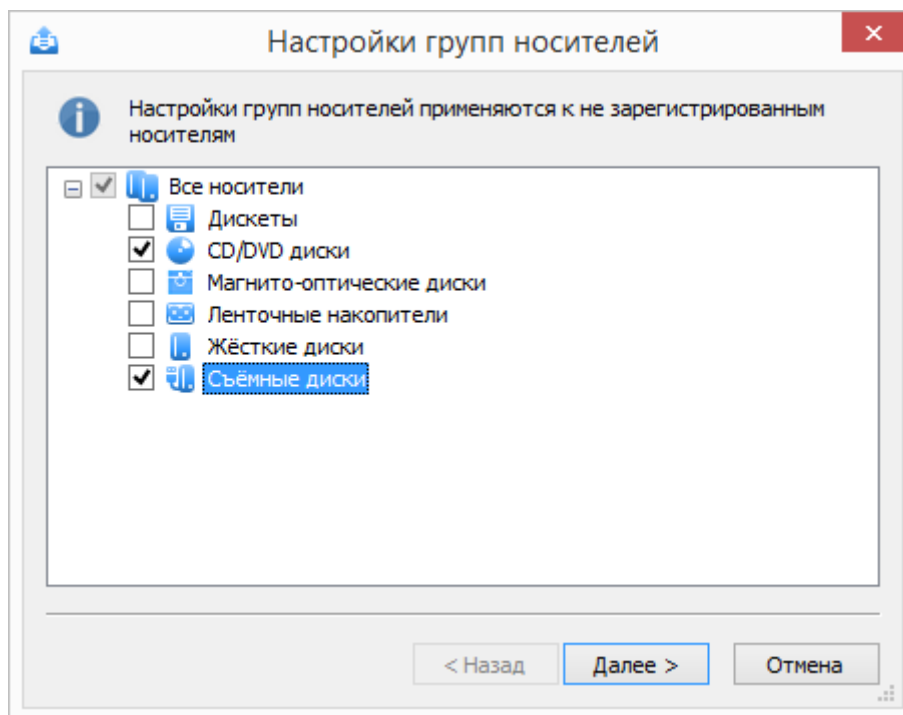 Настройки групп носителей
Настройки групп носителей применяются к не зарегистрированным
носителям
Все носители
Дискеты
CD/DVD диски
Магнито-оптические диски
Ленточные накопители
Жёсткие диски
Съёмные диски
< Назад
Далее >
Отмена